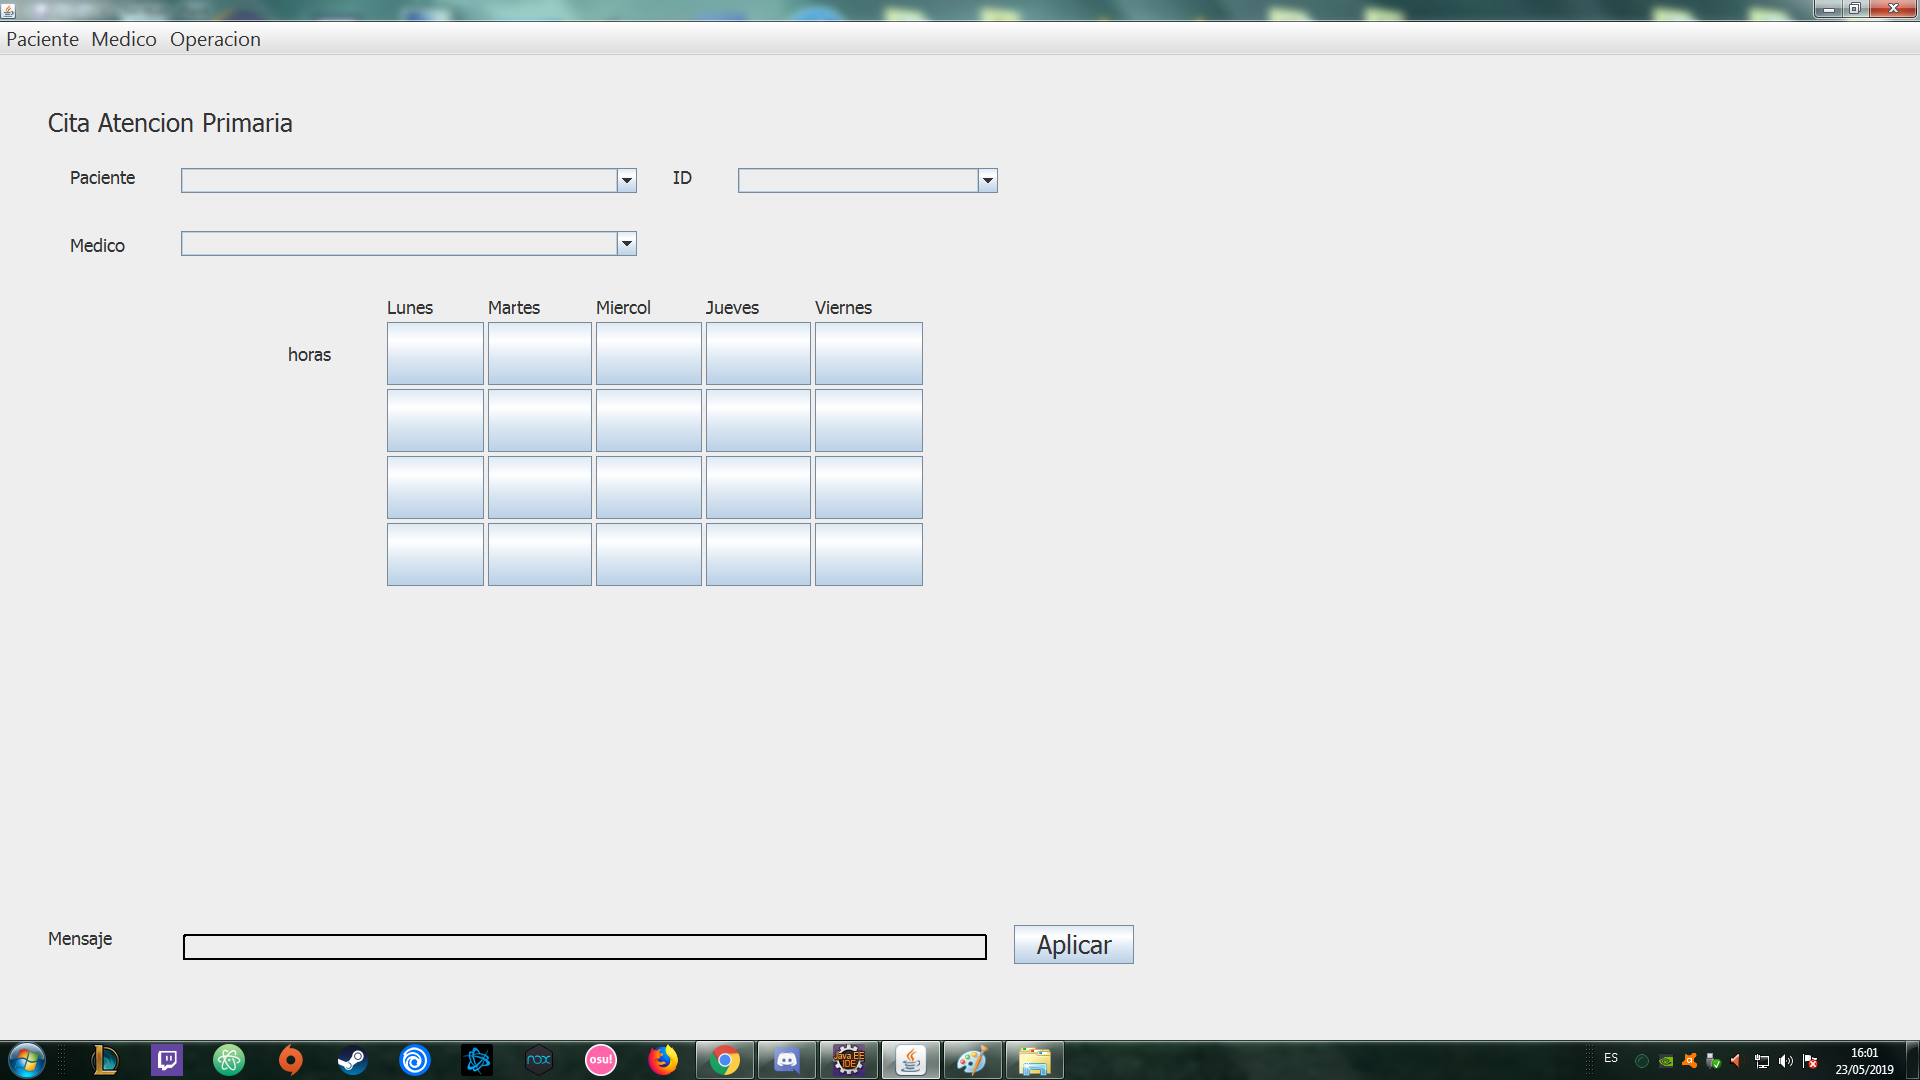 Paciente Medico Operacion
Cita Atencion Primaria
Paciente ID
Medico
Lunes Martes Miercol Jueves Viernes
horas
Mensaje Aplicar
nox osu! Java EE IDE ES 16:01
23/05/2019